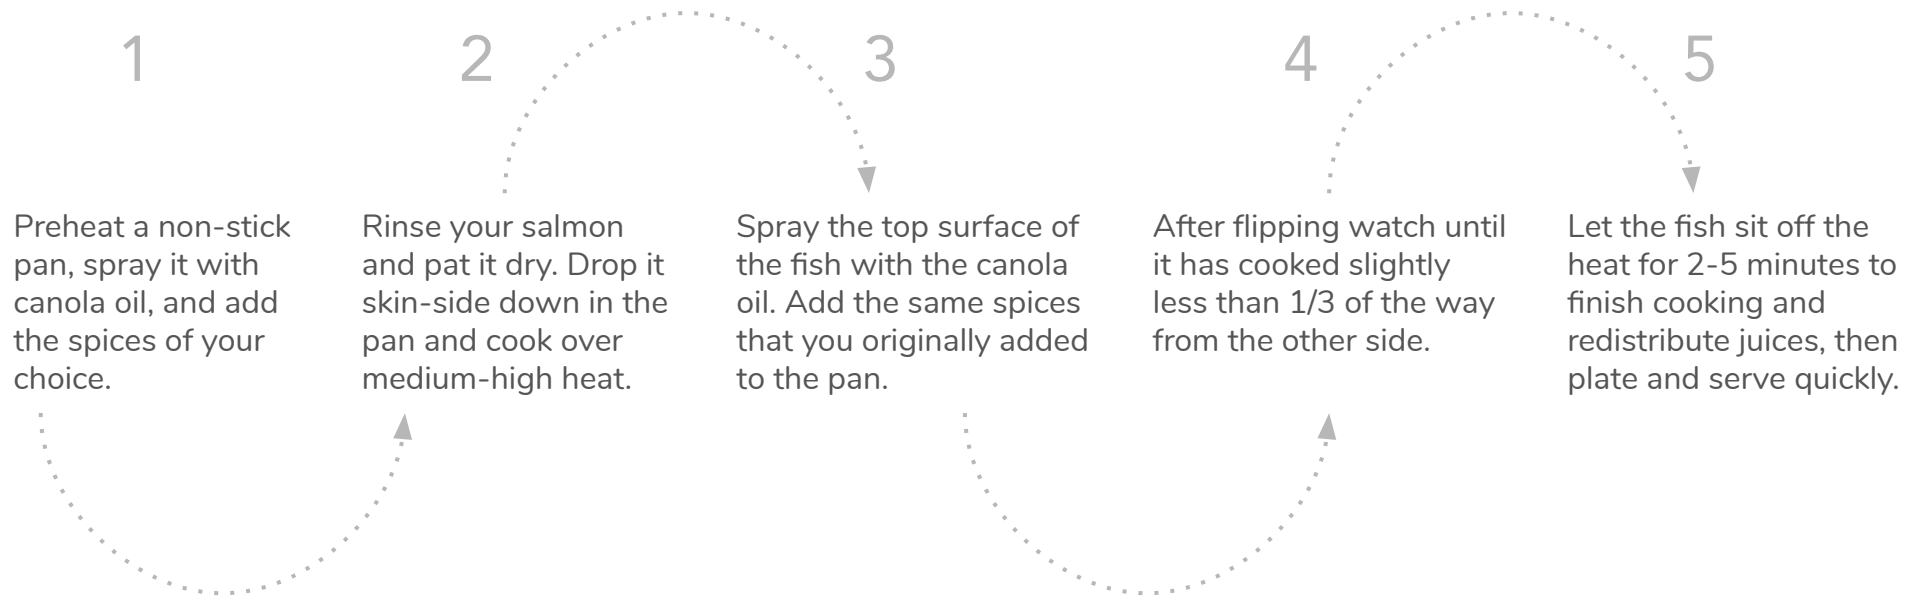 1
Preheat a non-stick
pan, spray it with
canola oil, and add
the spices of your
choice.
2
Rinse your salmon
and pat it dry. Drop it
skin-side down in the
pan and cook over
medium-high heat.
3
Spray the top surface of
the fish with the canola
oil. Add the same spices
that you originally added
to the pan.
4
After flipping watch until
it has cooked slightly
less than 1/3 of the way
from the other side.
5
Let the fish sit off the
heat for 2-5 minutes to
finish cooking and
redistribute juices, then
plate and serve quickly.